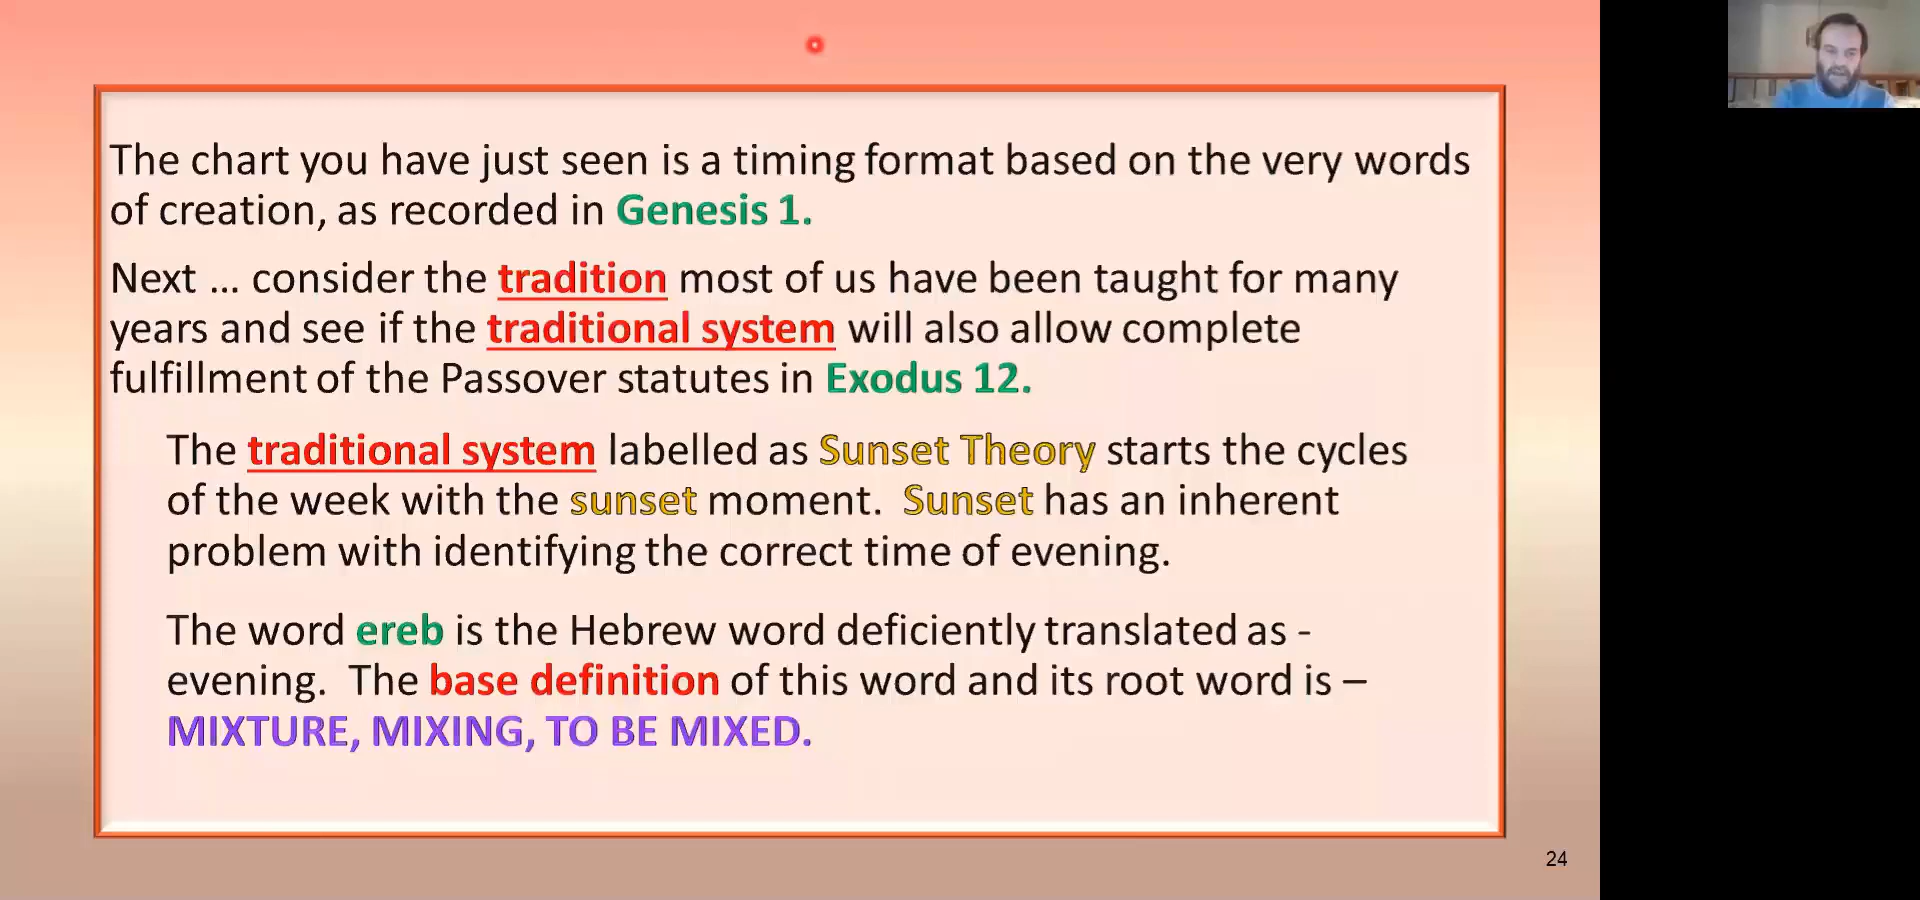 The chart you have just seen is a timing format based on the very words
of creation, as recorded in Genesis 1.
Next ... consider the tradition most of us have been taught for many
years and see if the traditional system will also allow complete
fulfillment of the Passover statutes in Exodus 12.
The traditional system labelled as Sunset Theory starts the cycles
of the week with the sunset moment.  Sunset has an inherent
problem with identifying the correct time of evening.
The word ereb is the Hebrew word deficiently translated as -
evening.  The base definition of this word and its root word is –
MIXTURE, MIXING, TO BE MIXED.
24